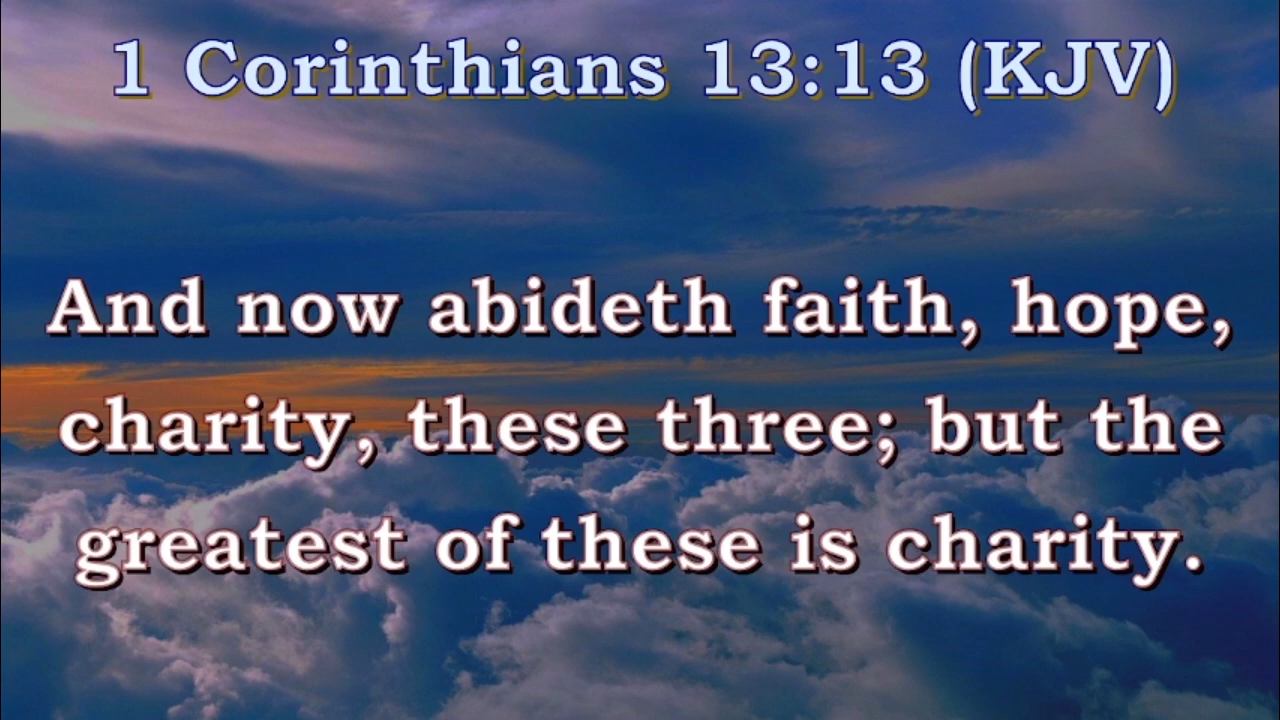 1 Corinthians 13:13 (KJV)
And now abideth faith, hope,
charity, these three; but the
greatest of these is charity.